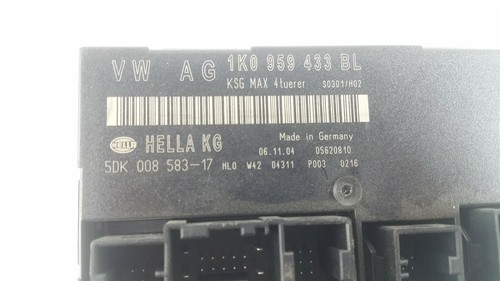 VW AG 1K0 959 433 BL
KSG MAX 4tuerer S0301/H02
HELLA KG Made in Germany
06.11.04 05620810
5DK 008 583-17 HLO W42 04311 P003 0216